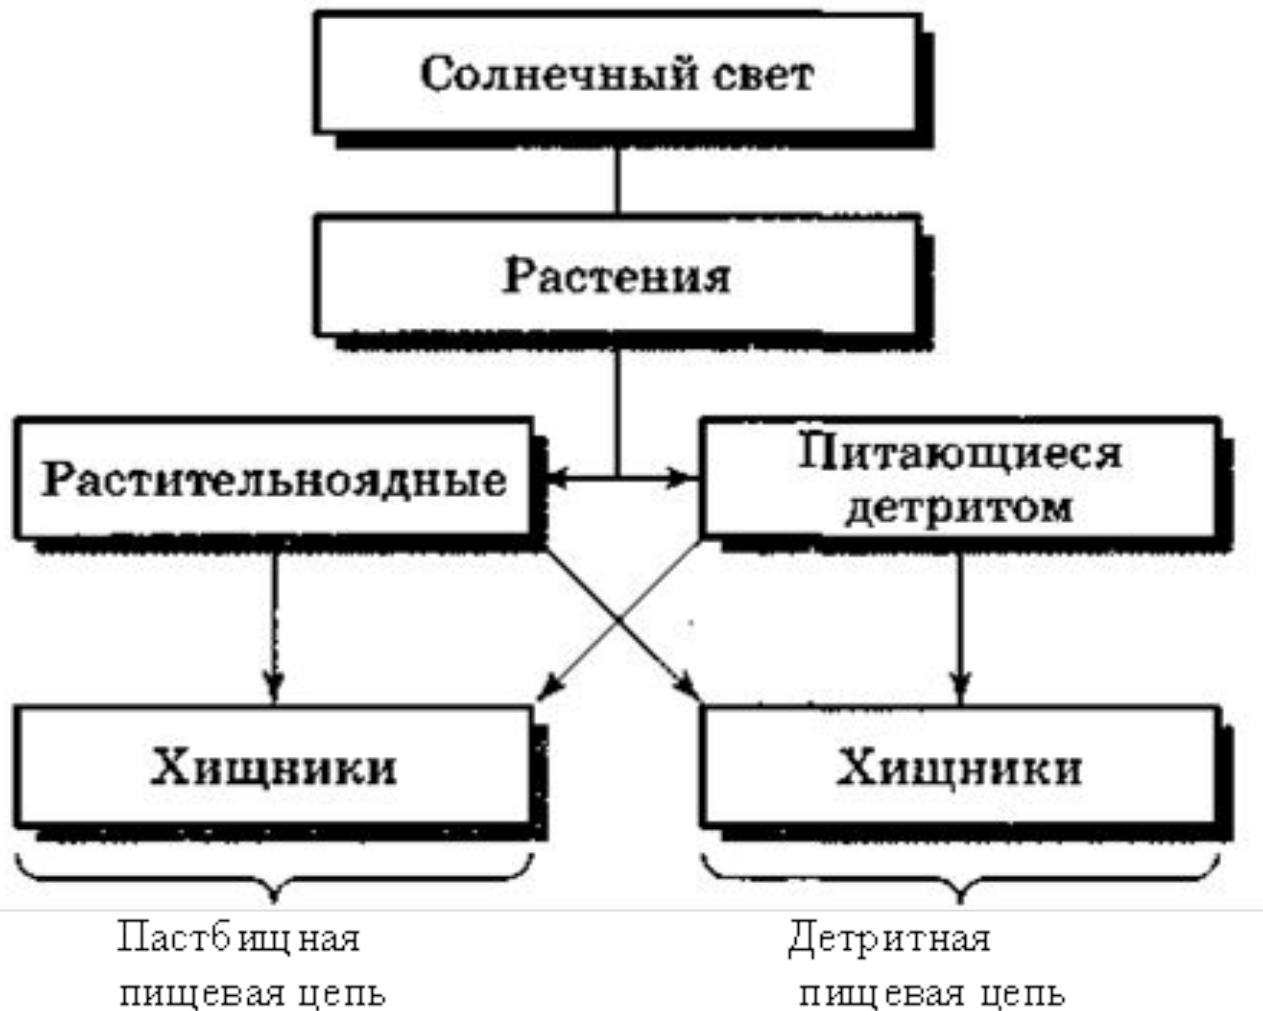 Солнечный свет
Растения
Растительноядные
Питающиеся
детритом
Хищники
Хищники
Пастбищная
пищевая цепь
Детритная
пищевая цепь